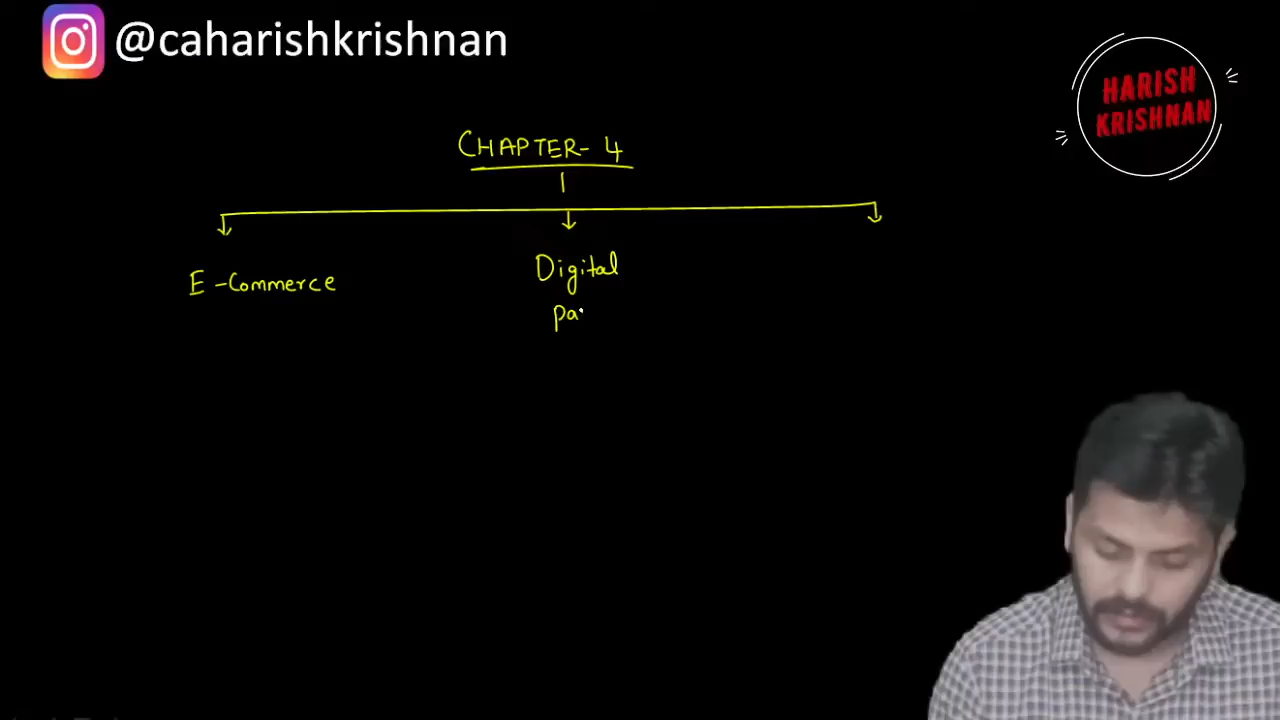 @caharishkrishnan
HARISH
KRISHNAN
CHAPTER- 4
E-Commerce
Digital
pa